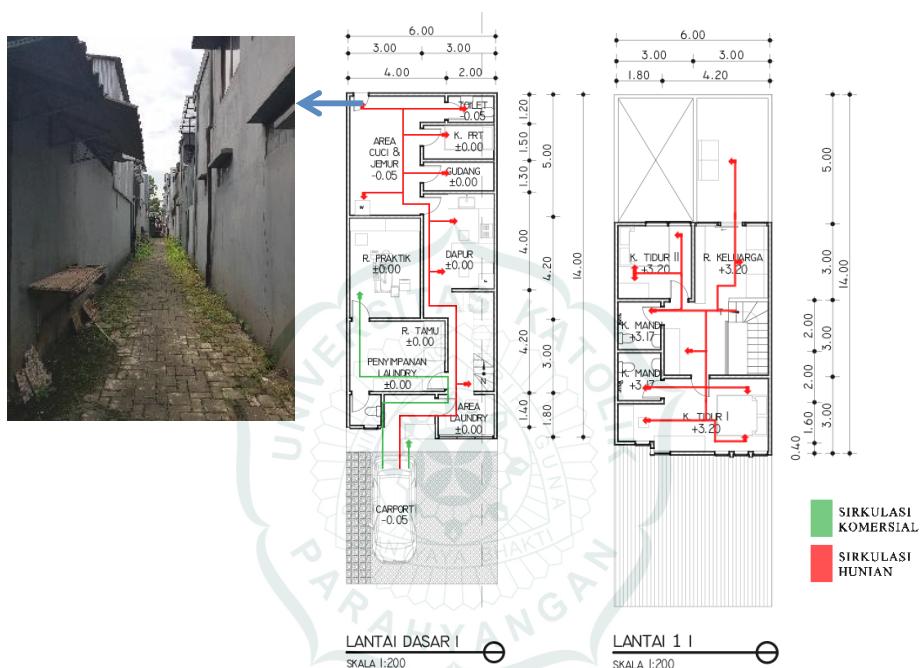 6.00
3.00
3.00
4.00
2.00
TOILET
-0.05
K. PRT
±0.00
GUDANG
±0.00
AREA
CUCI &
JEMUR
-0.05
DAPUR
±0.00
R. PRAKTIK
±0.00
R. TAMU
±0.00
PENYIMPANAN
LAUNDRY
±0.00
AREA
LAUNDRY
±0.00
CARPORT
-0.05
1.20
1.50
1.30
4.00
4.20
1.40
5.00
4.20
3.00
1.80
14.00
LANTAI DASAR I
SKALA 1:200
6.00
3.00
3.00
1.80
4.20
K. TIDUR II
+3.20
R. KELUARGA
+3.20
K. MANDI
+3.17
K. MANDI
+3.17
K. TIDUR I
+3.20
2.00
2.00
1.60
0.40
5.00
3.00
3.00
3.00
14.00
LANTAI 1 I
SKALA 1:200
SIRKULASI
KOMERSIAL
SIRKULASI
HUNIAN
UNIVERSITAS KATOLIK
PARAHYANGAN